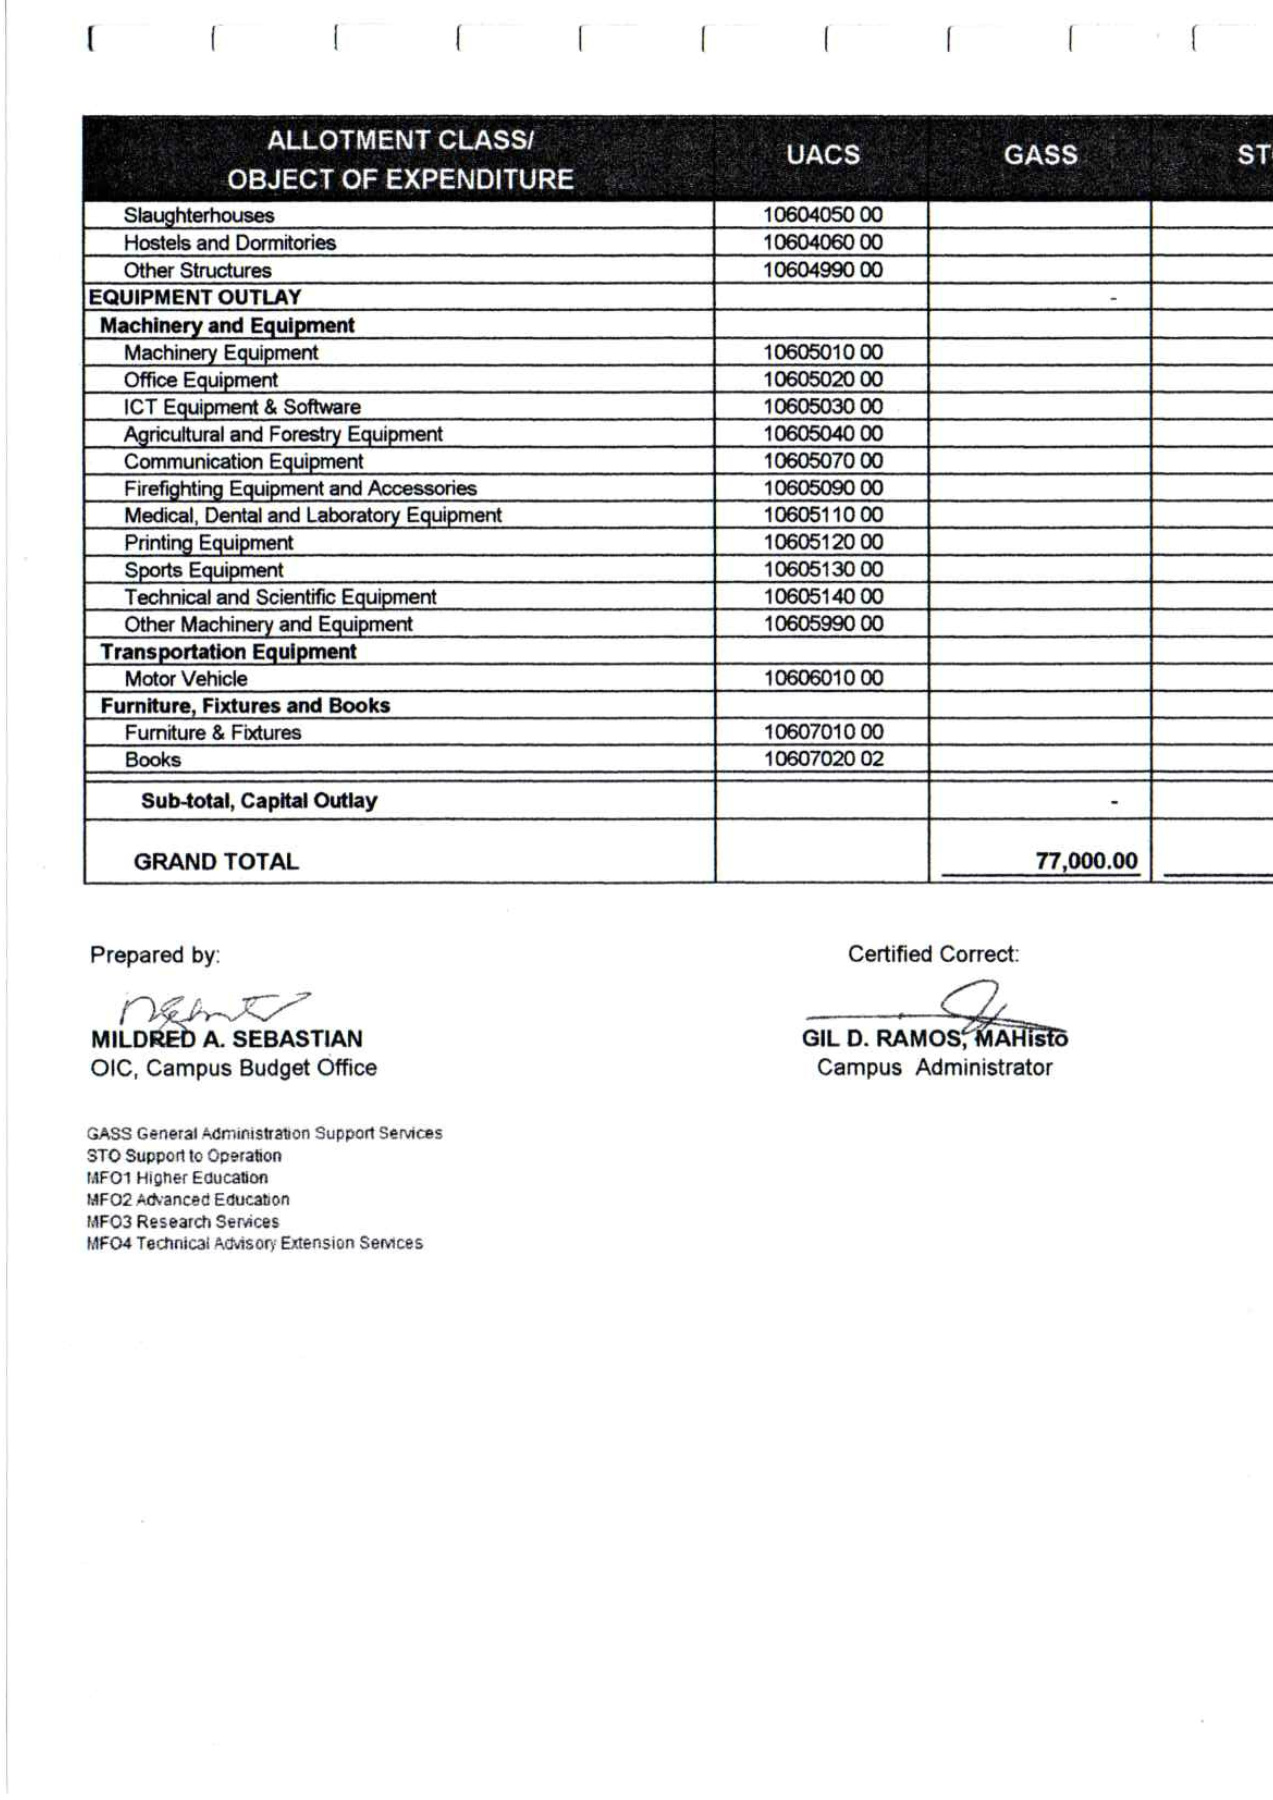 ALLOTMENT CLASS/
OBJECT OF EXPENDITURE UACS GASS ST
Slaughterhouses 10604050 00
Hostels and Dormitories 10604060 00
Other Structures 10604990 00
EQUIPMENT OUTLAY -
Machinery and Equipment
Machinery Equipment 10605010 00
Office Equipment 10605020 00
ICT Equipment & Software 10605030 00
Agricultural and Forestry Equipment 10605040 00
Communication Equipment 10605070 00
Firefighting Equipment and Accessories 10605090 00
Medical, Dental and Laboratory Equipment 10605110 00
Printing Equipment 10605120 00
Sports Equipment 10605130 00
Technical and Scientific Equipment 10605140 00
Other Machinery and Equipment 10605990 00
Transportation Equipment
Motor Vehicle 10606010 00
Furniture, Fixtures and Books
Furniture & Fixtures 10607010 00
Books 10607020 02
Sub-total, Capital Outlay -
GRAND TOTAL 77,000.00
Prepared by: Certified Correct:
MILDRED A. SEBASTIAN GIL D. RAMOS, MAHisto
OIC, Campus Budget Office Campus Administrator
GASS General Administration Support Services
STO Support to Operation
MFO1 Higher Education
MFO2 Advanced Education
MFO3 Research Services
MFO4 Technical Advisory Extension Services